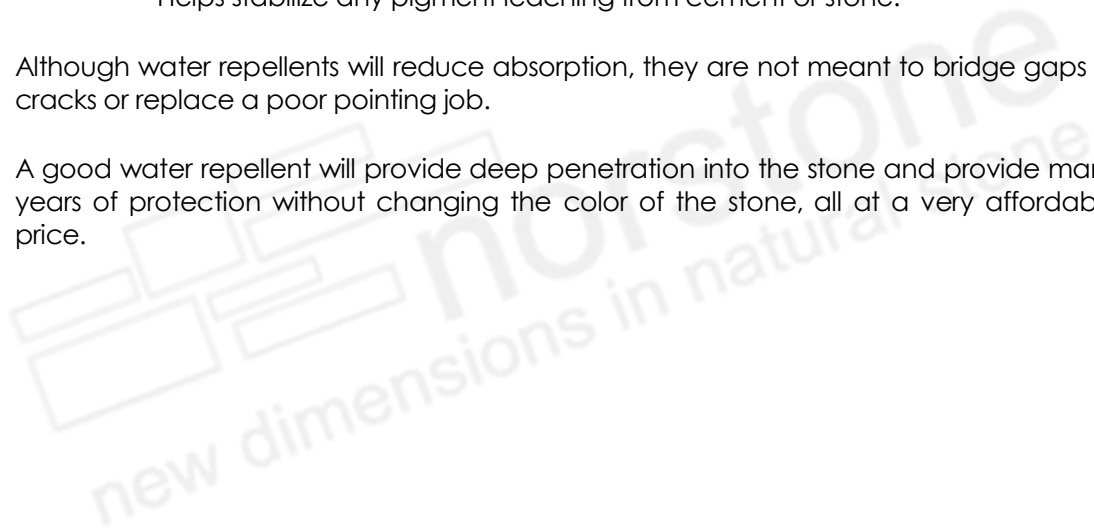 Helps stabilize any pigment leaching from cement or stone.
Although water repellents will reduce absorption, they are not meant to bridge gaps
cracks or replace a poor pointing job.
A good water repellent will provide deep penetration into the stone and provide
years of protection without changing the color of the stone, all at a very
price.
norstone
new dimensions in natural stone